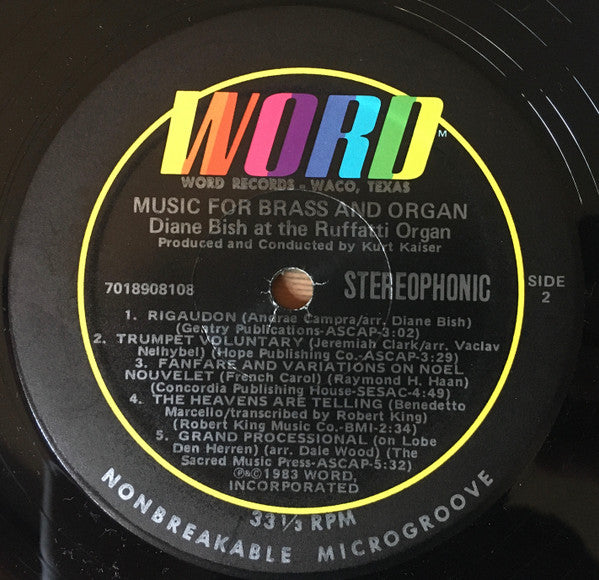 WORD™
WORD RECORDS - WACO, TEXAS
MUSIC FOR BRASS AND ORGAN
Diane Bish at the Ruffatti Organ
Produced and Conducted by Kurt Kaiser
7018908108
STEREOPHONIC
SIDE
2
1. RIGAUDON (Andrae Campra/arr. Diane Bish)
(Gentry Publications-ASCAP-3:02)
2. TRUMPET VOLUNTARY (Jeremiah Clark/arr. Vaclav
Nelhybel) (Hope Publishing Co.-ASCAP-3:29)
3. FANFARE AND VARIATIONS ON NOEL
NOUVELET (French Carol) (Raymond H. Haan)
(Concordia Publishing House-SESAC-4:49)
4. THE HEAVENS ARE TELLING (Benedetto
Marcello/transcribed by Robert King)
(Robert King Music Co.-BMI-2:34)
5. GRAND PROCESSIONAL (on Lobe
Den Herren) (arr. Dale Wood) (The
Sacred Music Press-ASCAP-5:32)
℗&©1983 WORD,
INCORPORATED
33 1/3 RPM
NONBREAKABLE MICROGROOVE